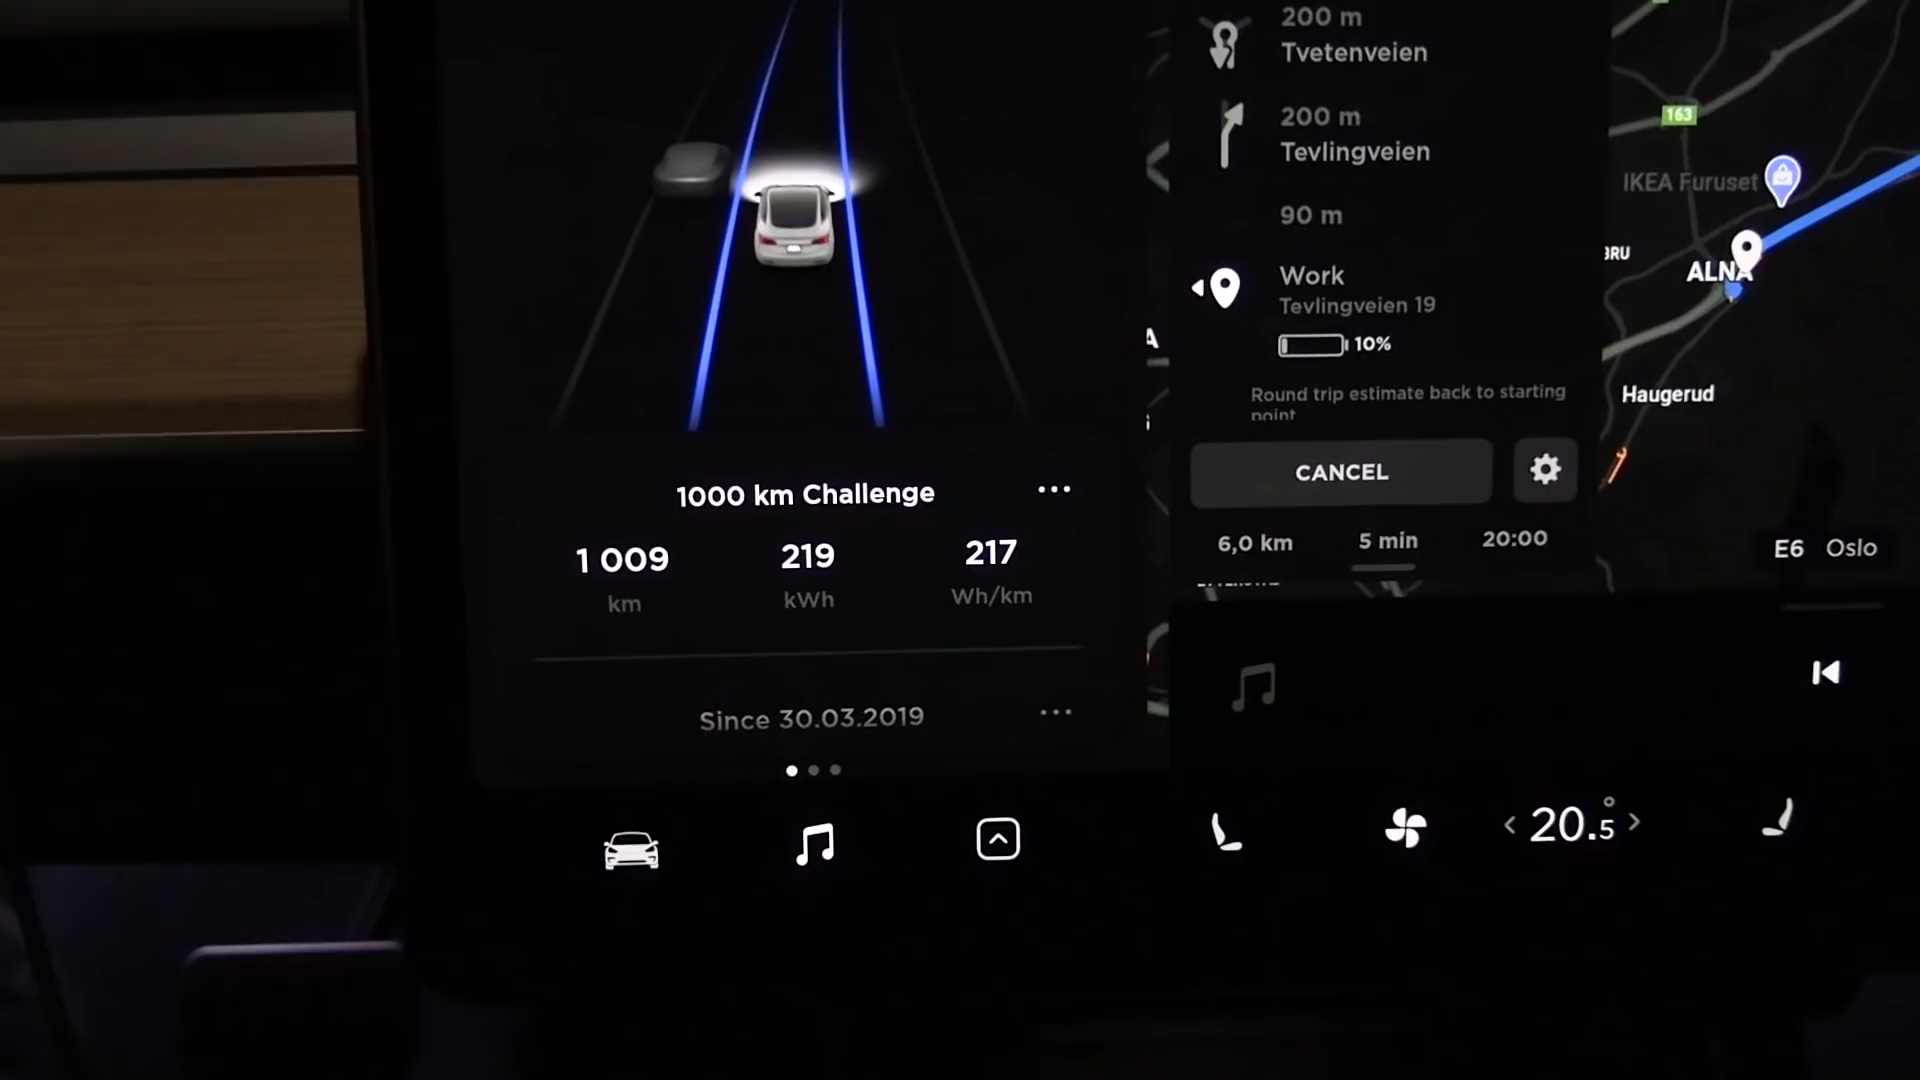 200 m
Tvetenveien
200 m
Tevlingveien
90 m
Work
Tevlingveien 19
10%
Round trip estimate back to starting
point
CANCEL
6,0 km 5 min 20:00
1000 km Challenge
1 009 219 217
km kWh Wh/km
Since 30.03.2019
163
IKEA Furuset
BRU
ALNA
Haugerud
E6 Oslo
A
20.5°